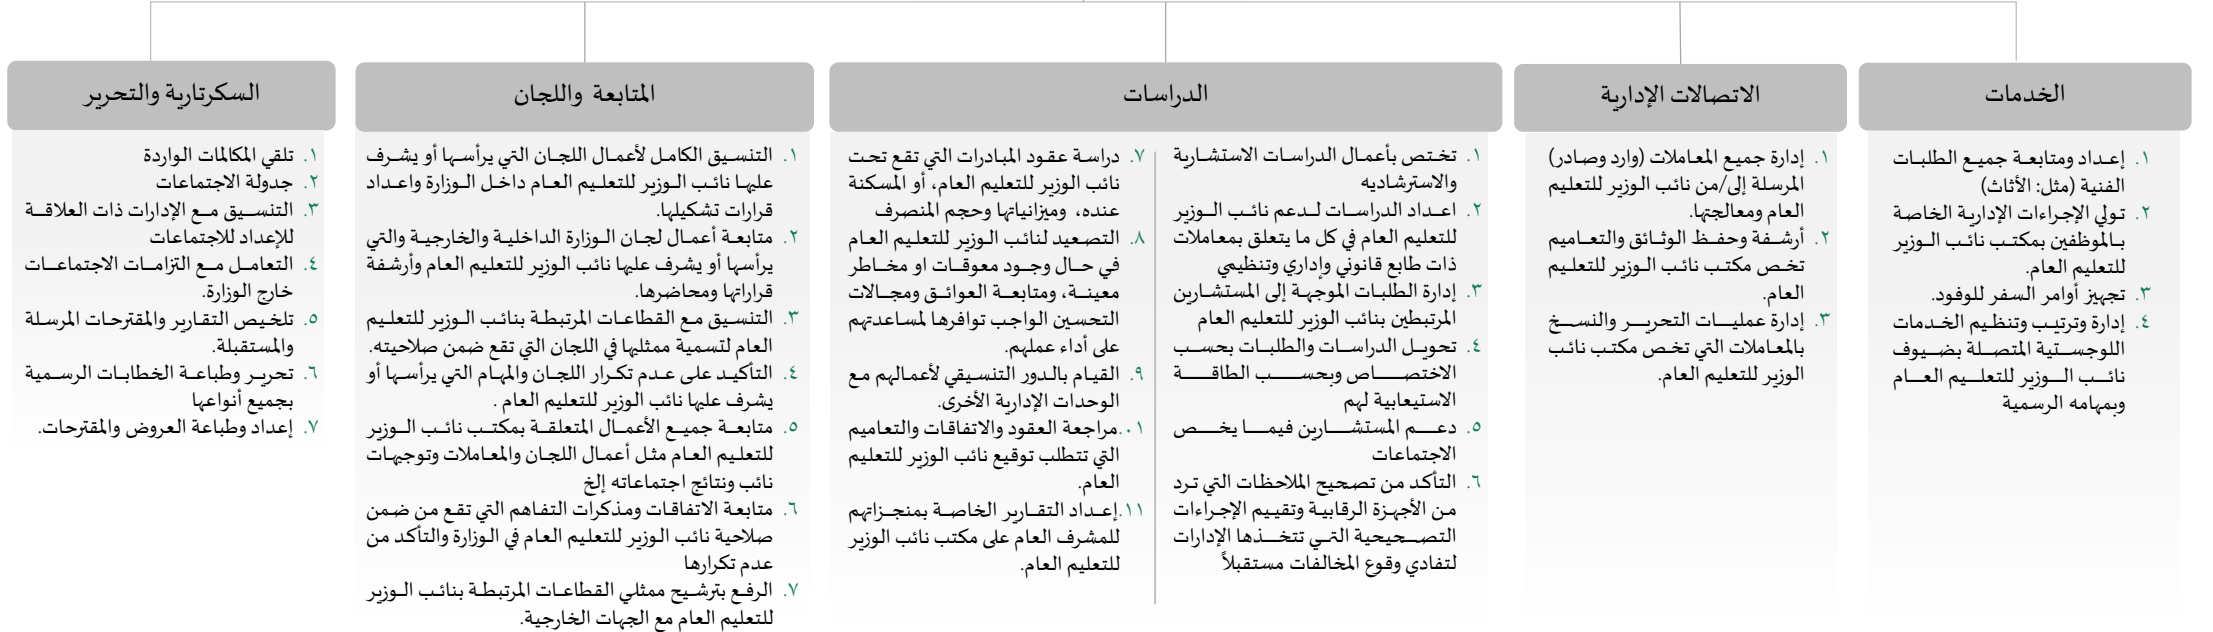 الخدمات
١. إعداد ومتابعة جميع الطلبات
الفنية (مثل: الأثاث)
٢. تولي الإجراءات الإدارية الخاصة
بالموظفين بمكتب نائب الوزير
للتعليم العام.
٣. تجهيز أوامر السفر للوفود.
٤. إدارة وترتيب وتنظيم الخدمات
اللوجستية المتصلة بضيوف
نائب الوزير للتعليم العام
وبمهامه الرسمية
الاتصالات الإدارية
١. إدارة جميع المعاملات (وارد وصادر)
المرسلة إلى/من نائب الوزير للتعليم
العام ومعالجتها.
٢. أرشفة وحفظ الوثائق والتعاميم
تخص مكتب نائب الوزير للتعليم
العام.
٣. إدارة عمليات التحرير والنسخ
بالمعاملات التي تخص مكتب نائب
الوزير للتعليم العام.
الدراسات
١. تختص بأعمال الدراسات الاستشارية
والاسترشاديه
٢. اعداد الدراسات لدعم نائب الوزير
للتعليم العام في كل ما يتعلق بمعاملات
ذات طابع قانوني وإداري وتنظيمي
٣. إدارة الطلبات الموجهة إلى المستشارين
المرتبطين بنائب الوزير للتعليم العام
٤. تحويل الدراسات والطلبات بحسب
الاختصاص وبحسب الطاقة
الاستيعابية لهم
٥. دعم المستشارين فيما يخص
الاجتماعات
٦. التأكد من تصحيح الملاحظات التي ترد
من الأجهزة الرقابية وتقييم الإجراءات
التصحيحية التي تتخذها الإدارات
لتفادي وقوع المخالفات مستقبلاً
٧. دراسة عقود المبادرات التي تقع تحت
نائب الوزير للتعليم العام، أو المسكنة
عنده، وميزانياتها وحجم المنصرف
٨. التصعيد لنائب الوزير للتعليم العام
في حال وجود معوقات او مخاطر
معينة، ومتابعة العوائق ومجالات
التحسين الواجب توافرها لمساعدتهم
على أداء عملهم.
٩. القيام بالدور التنسيقي لأعمالهم مع
الوحدات الإدارية الأخرى.
١٠.مراجعة العقود والاتفاقات والتعاميم
التي تتطلب توقيع نائب الوزير للتعليم
العام.
١١.إعداد التقارير الخاصة بمنجزاتهم
للمشرف العام على مكتب نائب الوزير
للتعليم العام.
المتابعة واللجان
١. التنسيق الكامل لأعمال اللجان التي يرأسها أو يشرف
عليها نائب الوزير للتعليم العام داخل الوزارة واعداد
قرارات تشكيلها.
٢. متابعة أعمال لجان الوزارة الداخلية والخارجية والتي
يرأسها أو يشرف عليها نائب الوزير للتعليم العام وأرشفة
قراراتها ومحاضرها.
٣. التنسيق مع القطاعات المرتبطة بنائب الوزير للتعليم
العام لتسمية ممثليها في اللجان التي تقع ضمن صلاحيته.
٤. التأكيد على عدم تكرار اللجان والمهام التي يرأسها أو
يشرف عليها نائب الوزير للتعليم العام .
٥. متابعة جميع الأعمال المتعلقة بمكتب نائب الوزير
للتعليم العام مثل أعمال اللجان والمعاملات وتوجيهات
نائب ونتائج اجتماعاته إلخ
٦. متابعة الاتفاقات ومذكرات التفاهم التي تقع من ضمن
صلاحية نائب الوزير للتعليم العام في الوزارة والتأكد من
عدم تكرارها
٧. الرفع بترشيح ممثلي القطاعات المرتبطة بنائب الوزير
للتعليم العام مع الجهات الخارجية.
السكرتارية والتحرير
١. تلقي المكالمات الواردة
٢. جدولة الاجتماعات
٣. التنسيق مع الإدارات ذات العلاقة
للإعداد للاجتماعات
٤. التعامل مع التزامات الاجتماعات
خارج الوزارة.
٥. تلخيص التقارير والمقترحات المرسلة
والمستقبلة.
٦. تحرير وطباعة الخطابات الرسمية
بجميع أنواعها
٧. إعداد وطباعة العروض والمقترحات.